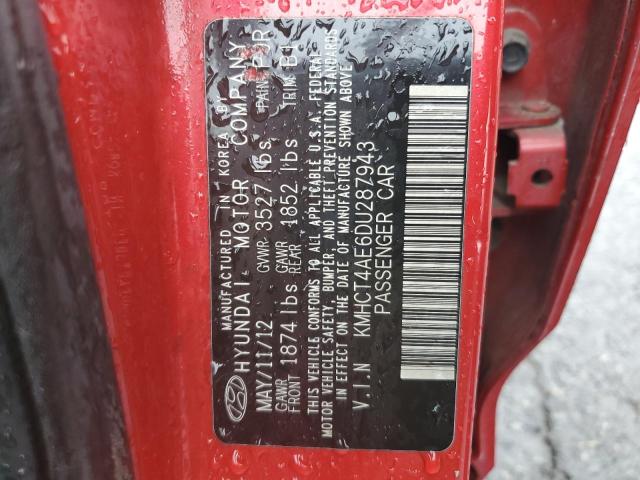 MANUFACTURED IN KOREA BY
HYUNDAI MOTOR COMPANY
MAY/11/12 GVWR 3527 lbs. PAINT
GAWR FRONT 1874 lbs. GAWR REAR 1852 lbs TRIM B1
THIS VEHICLE CONFORMS TO ALL APPLICABLE U.S.A. FEDERAL
MOTOR VEHICLE SAFETY, BUMPER, AND THEFT PREVENTION STANDARDS
IN EFFECT ON THE DATE OF MANUFACTURE SHOWN ABOVE
V.I.N KMHCT4AE6DU287943
PASSENGER CAR